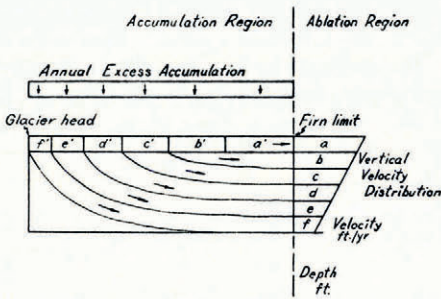 Accumulation Region
Ablation Region
Annual Excess Accumulation
Glacier head
Firn limit
f' e' d' c' b' a' a
b
Vertical
c
Velocity
d
Distribution
e
f
Velocity
ft./yr
Depth
ft.